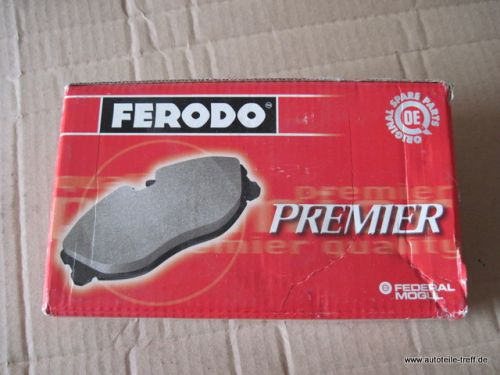 FERODO
ORIGINAL SPARE PARTS
OE
premier
PREMIER
premier quality
FEDERAL
MOGUL
www.autoteile-treff.de